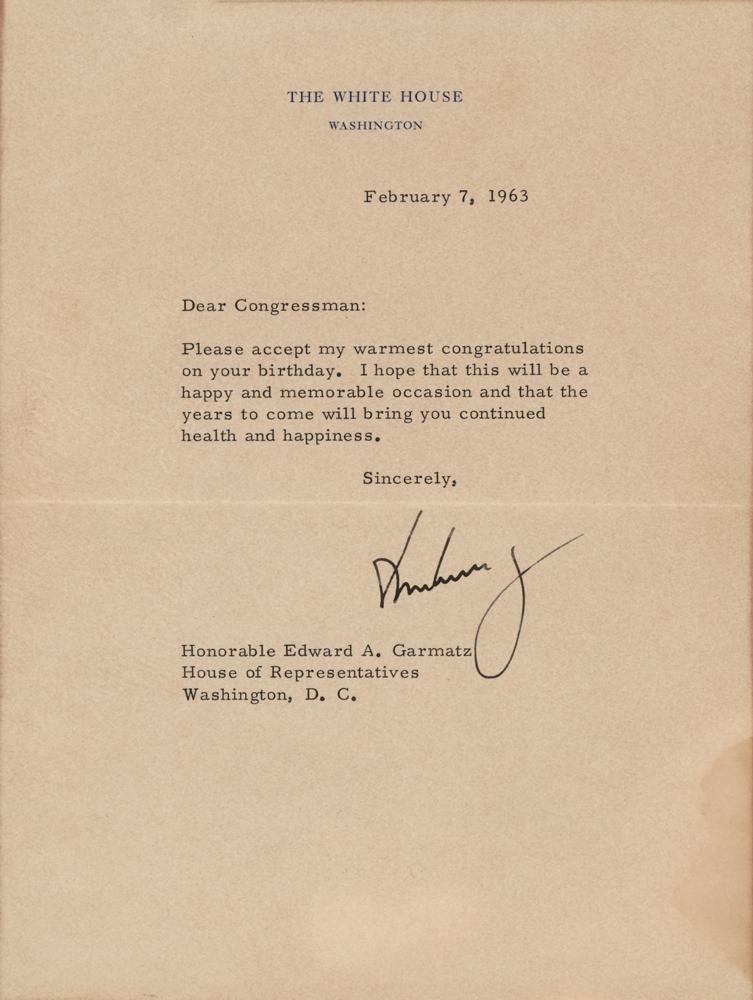 THE WHITE HOUSE
WASHINGTON
February 7, 1963
Dear Congressman:
Please accept my warmest congratulations
on your birthday. I hope that this will be a
happy and memorable occasion and that the
years to come will bring you continued
health and happiness.
Sincerely,
Honorable Edward A. Garmatz
House of Representatives
Washington, D. C.